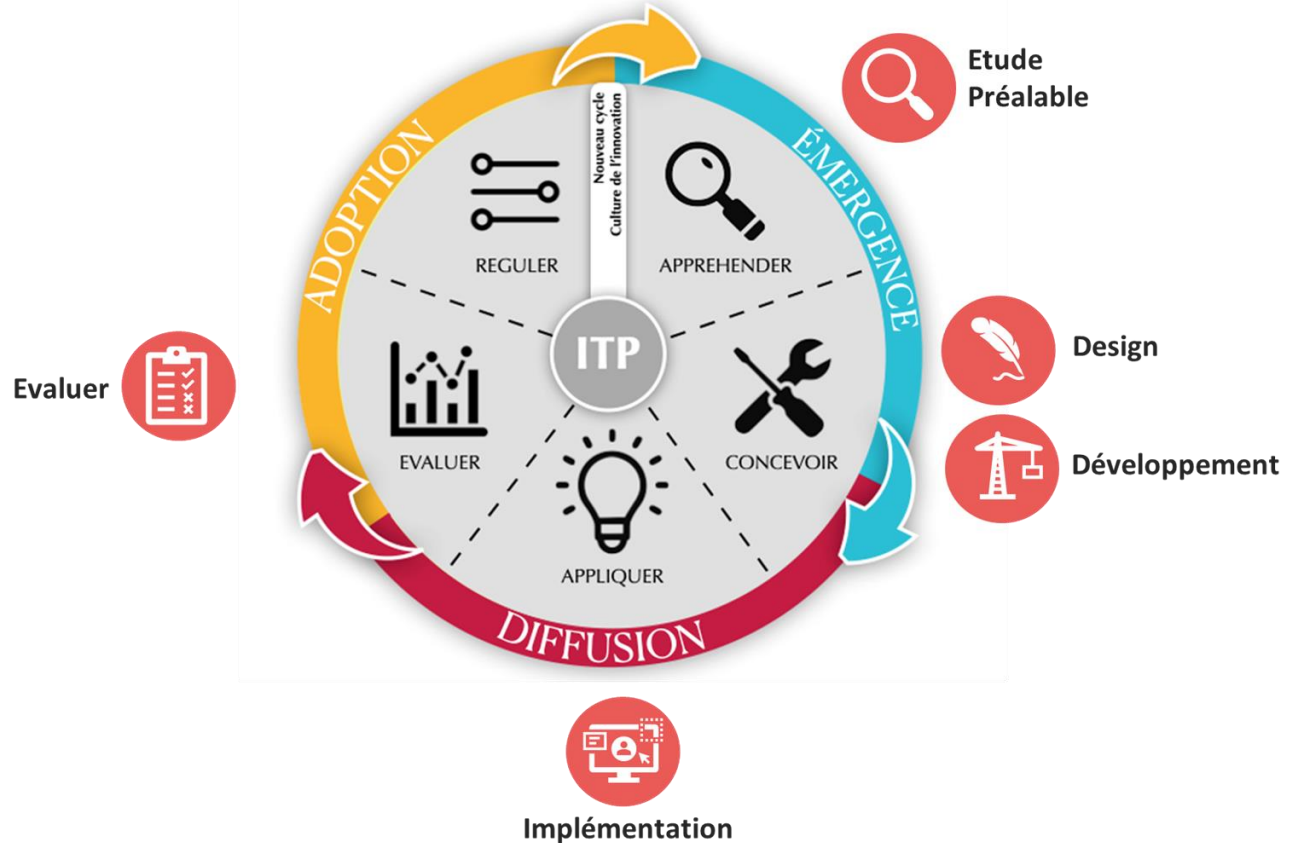 Etude
Préalable
ADOPTION
Nouveau cycle
Culture de l'innovation
ÉMERGENCE
REGULER
APPREHENDER
ITP
Design
Evaluer
EVALUER
CONCEVOIR
Développement
APPLIQUER
DIFFUSION
Implémentation